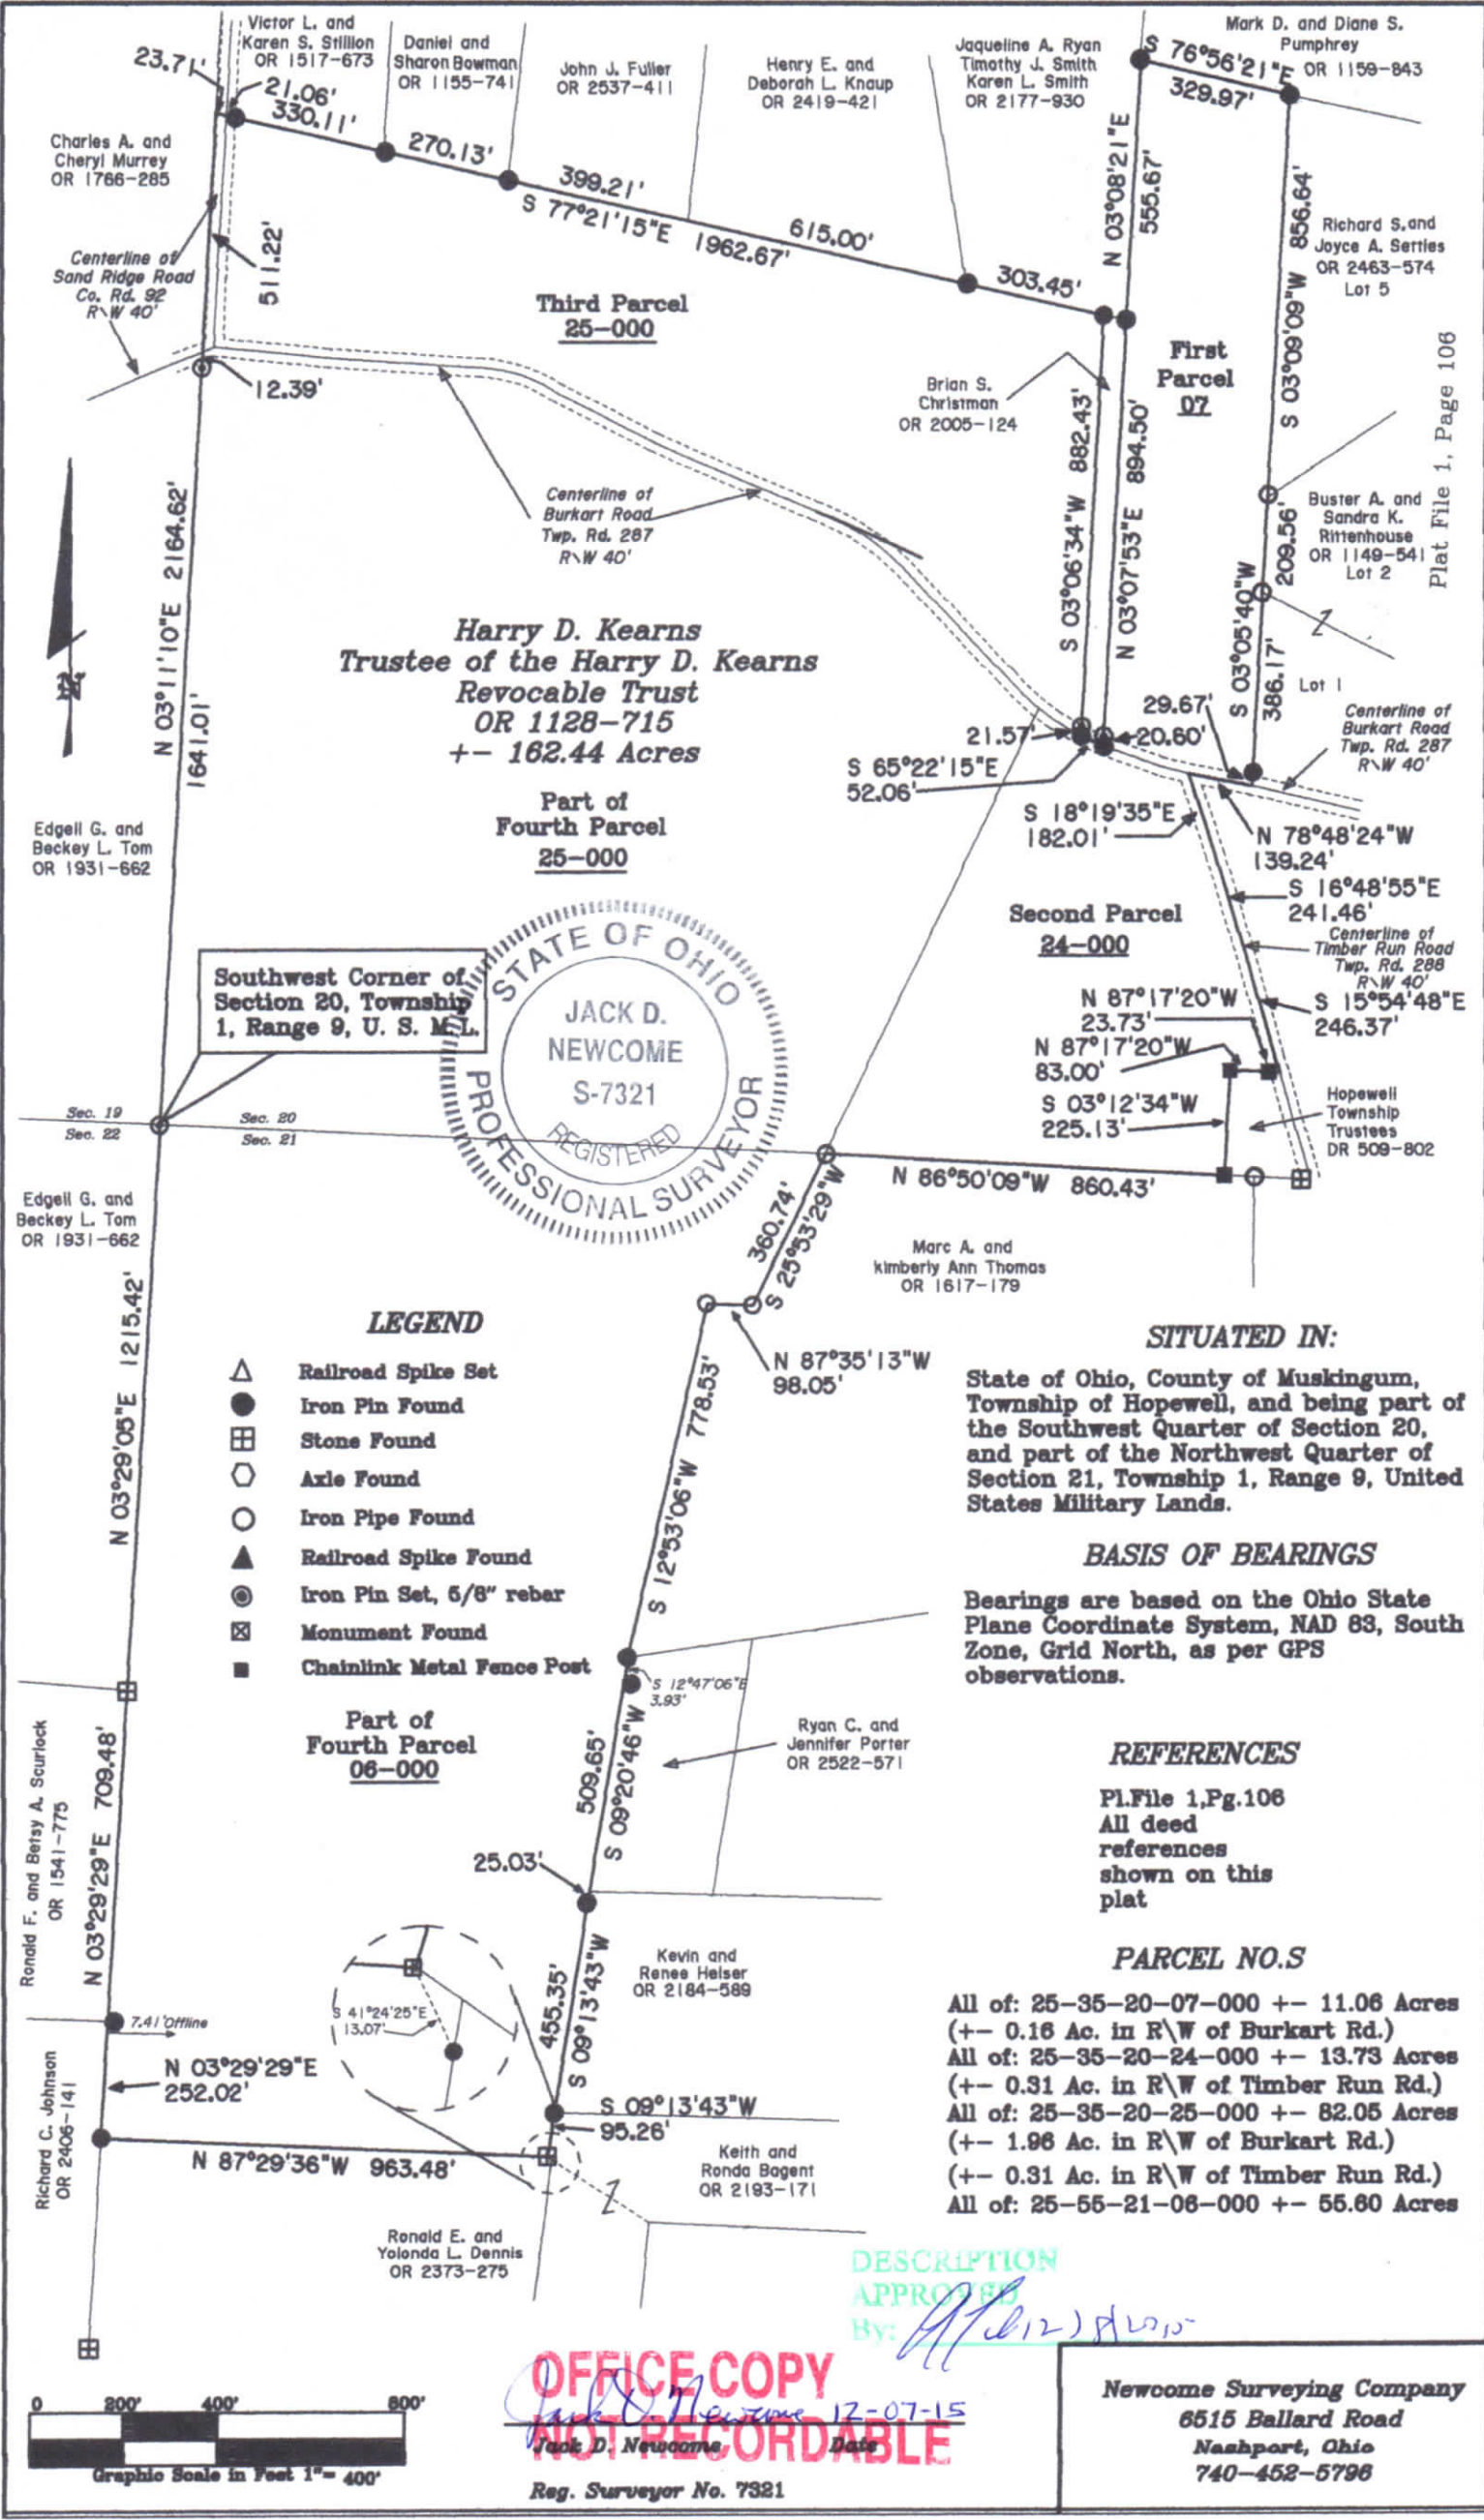 Victor L. and
Karen S. Stillion
OR 1517-673
Daniel and
Sharon Bowman
OR 1155-741
John J. Fuller
OR 2537-411
Henry E. and
Deborah L. Knaup
OR 2419-421
Jaqueline A. Ryan
Timothy J. Smith
Karen L. Smith
OR 2177-930
Mark D. and Diane S.
Pumphrey
OR 1159-843
S 76°56'21"E
329.97'
23.71'
21.06'
330.11'
270.13'
399.21'
S 77°21'15"E 1962.67'
615.00'
303.45'
N 03°08'21"E
555.67'
S 03°09'09"W 856.64'
Charles A. and
Cheryl Murrey
OR 1766-285
Centerline of
Sand Ridge Road
Co. Rd. 92
R\W 40'
511.22'
12.39'
Third Parcel
25-000
First
Parcel
07
Richard S.and
Joyce A. Setties
OR 2463-574
Lot 5
Plat File 1, Page 106
Brian S.
Christman
OR 2005-124
S 03°06'34"W 882.43'
N 03°07'53"E 894.50'
Centerline of
Burkart Road
Twp. Rd. 287
R\W 40'
Buster A. and
Sandra K.
Rittenhouse
OR 1149-541
Lot 2
209.56'
S 03°05'40"W
386.17'
Z
Lot 1
N 03°11'10"E 2164.62'
1641.01'
Harry D. Kearns
Trustee of the Harry D. Kearns
Revocable Trust
OR 1128-715
+- 162.44 Acres
Part of
Fourth Parcel
25-000
21.57'
20.60'
29.67'
S 65°22'15"E
52.06'
Centerline of
Burkart Road
Twp. Rd. 287
R\W 40'
S 18°19'35"E
182.01'
N 78°48'24"W
139.24'
S 16°48'55"E
241.46'
Centerline of
Timber Run Road
Twp. Rd. 288
R\W 40'
S 15°54'48"E
246.37'
Second Parcel
24-000
N 87°17'20"W
23.73'
N 87°17'20"W
83.00'
S 03°12'34"W
225.13'
Hopewell
Township
Trustees
DR 509-802
Edgell G. and
Beckey L. Tom
OR 1931-662
Southwest Corner of
Section 20, Township
1, Range 9, U. S. M.L.
STATE OF OHIO
JACK D.
NEWCOME
S-7321
REGISTERED
PROFESSIONAL SURVEYOR
Sec. 19
Sec. 22
Sec. 20
Sec. 21
N 86°50'09"W 860.43'
360.74'
S 25°53'29"W
Marc A. and
kimberly Ann Thomas
OR 1617-179
N 87°35'13"W
98.05'
Edgell G. and
Beckey L. Tom
OR 1931-662
N 03°29'05"E 1215.42'
LEGEND
Railroad Spike Set
Iron Pin Found
Stone Found
Axle Found
Iron Pipe Found
Railroad Spike Found
Iron Pin Set, 5/8" rebar
Monument Found
Chainlink Metal Fence Post
S 12°53'06"W 778.53'
SITUATED IN:
State of Ohio, County of Muskingum,
Township of Hopewell, and being part of
the Southwest Quarter of Section 20,
and part of the Northwest Quarter of
Section 21, Township 1, Range 9, United
States Military Lands.
BASIS OF BEARINGS
Bearings are based on the Ohio State
Plane Coordinate System, NAD 83, South
Zone, Grid North, as per GPS
observations.
Part of
Fourth Parcel
06-000
S 12°47'06"E
3.93'
509.65'
S 09°20'46"W
Ryan C. and
Jennifer Porter
OR 2522-571
REFERENCES
Pl.File 1,Pg.106
All deed
references
shown on this
plat
Ronald F. and Betsy A. Scurlock
OR 1541-775
N 03°29'29"E 709.48'
25.03'
Kevin and
Renee Helser
OR 2184-589
455.35'
S 09°13'43"W
S 41°24'25"E
13.07'
7.41' Offline
N 03°29'29"E
252.02'
Richard C. Johnson
OR 2406-141
S 09°13'43"W
95.26'
N 87°29'36"W 963.48'
Keith and
Ronda Bagent
OR 2193-171
Z
Ronald E. and
Yolonda L. Dennis
OR 2373-275
PARCEL NO.S
All of: 25-35-20-07-000 +- 11.06 Acres
(+- 0.16 Ac. in R\W of Burkart Rd.)
All of: 25-35-20-24-000 +- 13.73 Acres
(+- 0.31 Ac. in R\W of Timber Run Rd.)
All of: 25-35-20-25-000 +- 82.05 Acres
(+- 1.96 Ac. in R\W of Burkart Rd.)
(+- 0.31 Ac. in R\W of Timber Run Rd.)
All of: 25-55-21-06-000 +- 55.60 Acres
DESCRIPTION
APPROVED
By:
OFFICE COPY
NOT RECORDABLE
Jack D. Newcome 12-07-15
Jack D. Newcome Date
Reg. Surveyor No. 7321
0 200' 400' 800'
Graphic Scale in Feet 1"= 400'
Newcome Surveying Company
6515 Ballard Road
Nashport, Ohio
740-452-5796